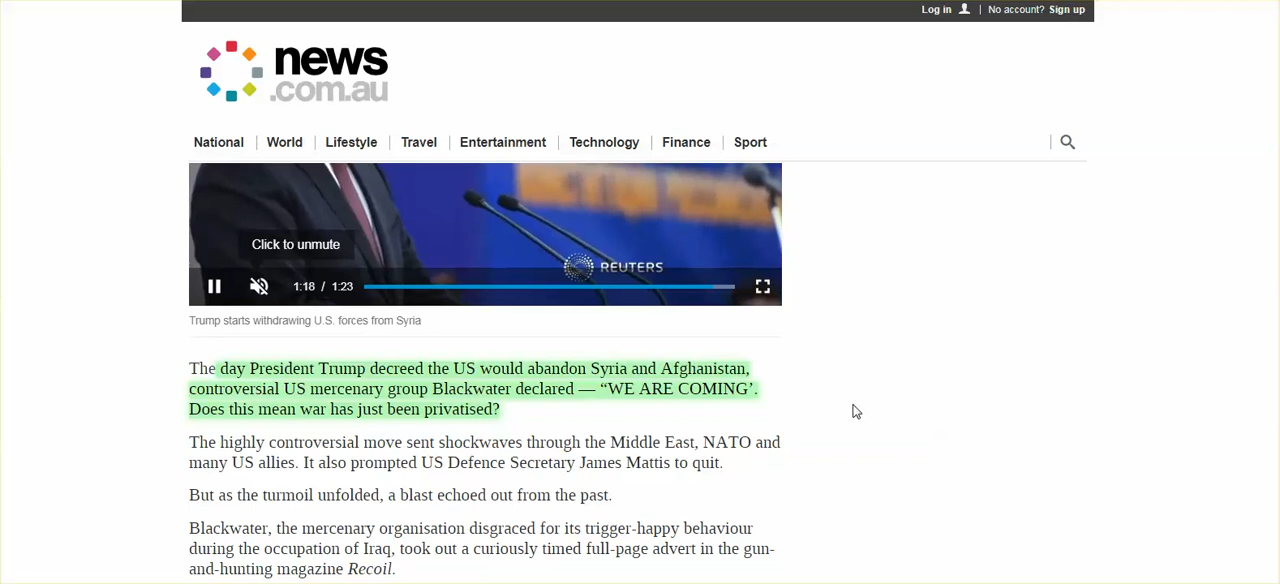 Log in | No account? Sign up
news
.com.au
National | World | Lifestyle | Travel | Entertainment | Technology | Finance | Sport
Click to unmute
REUTERS
1:18 / 1:23
Trump starts withdrawing U.S. forces from Syria
The day President Trump decreed the US would abandon Syria and Afghanistan,
controversial US mercenary group Blackwater declared — “WE ARE COMING’.
Does this mean war has just been privatised?
The highly controversial move sent shockwaves through the Middle East, NATO and
many US allies. It also prompted US Defence Secretary James Mattis to quit.
But as the turmoil unfolded, a blast echoed out from the past.
Blackwater, the mercenary organisation disgraced for its trigger-happy behaviour
during the occupation of Iraq, took out a curiously timed full-page advert in the gun-
and-hunting magazine Recoil.